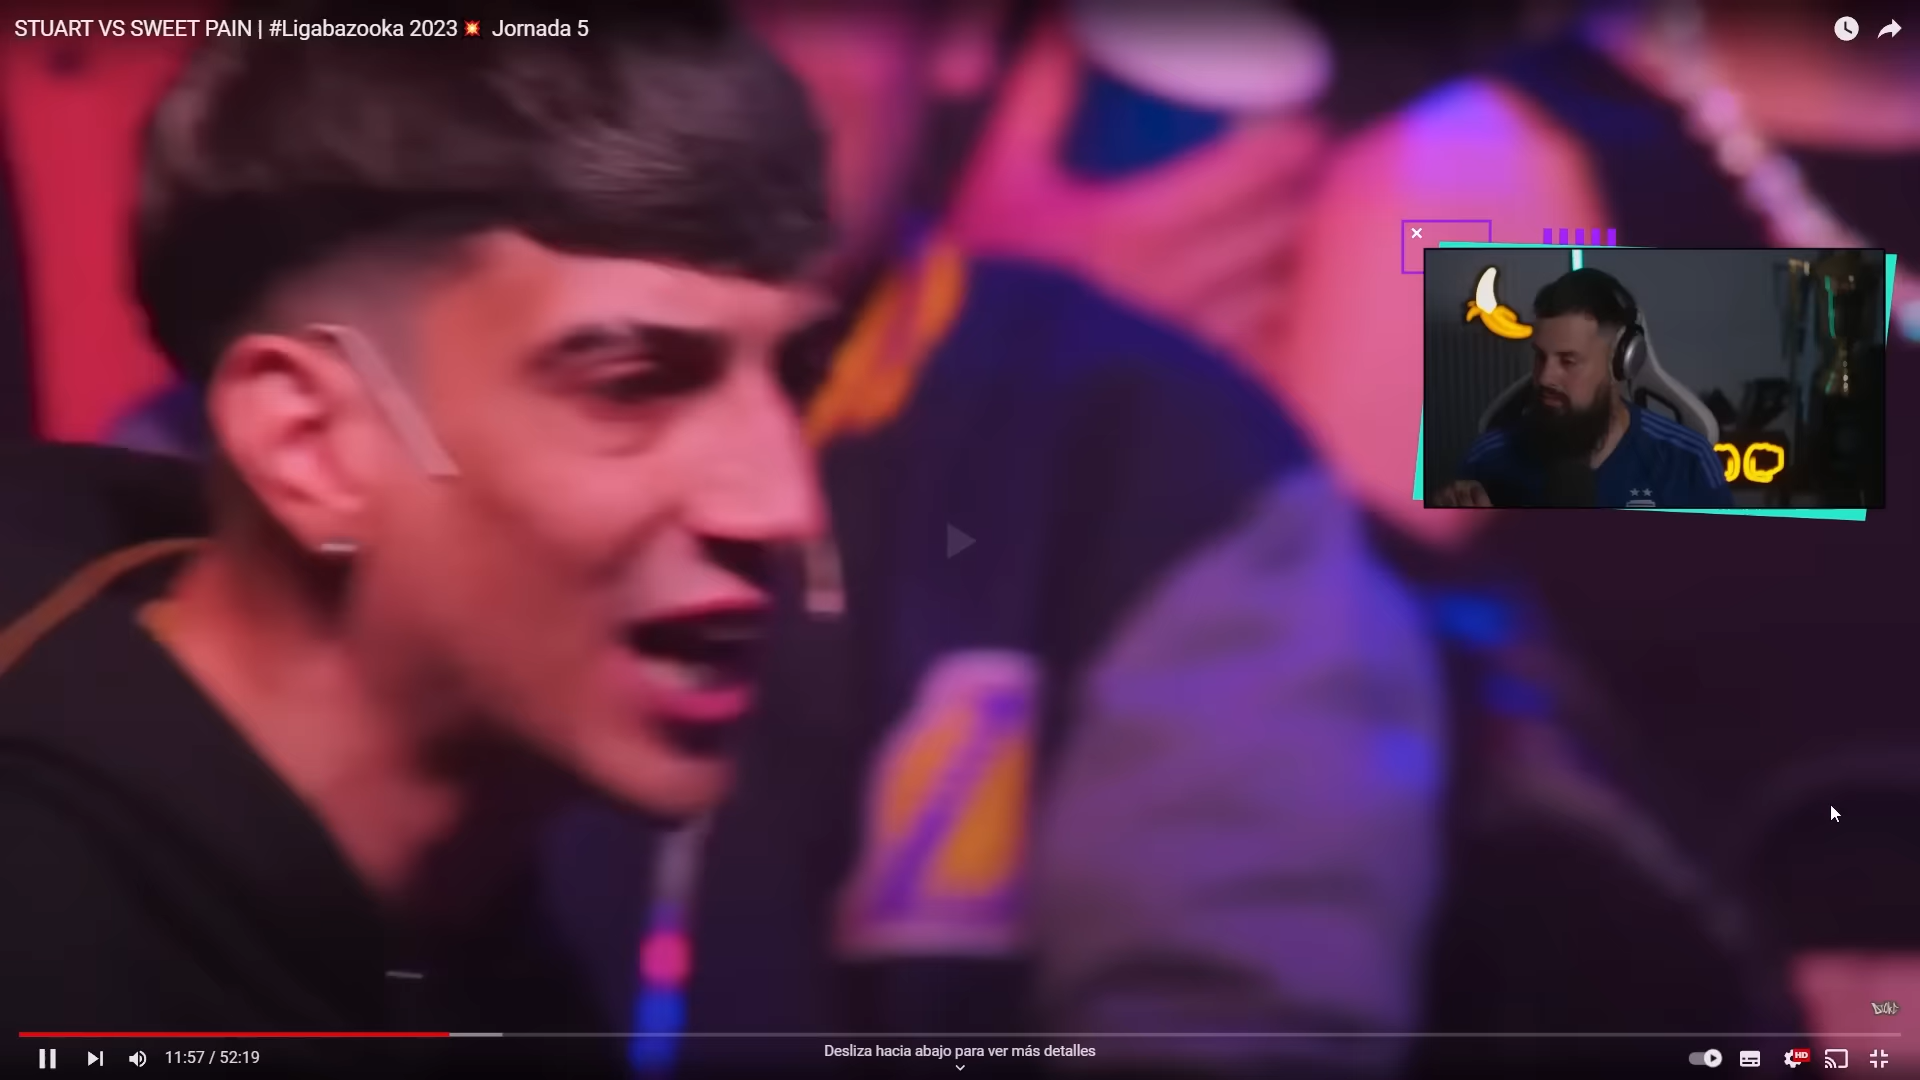 STUART VS SWEET PAIN | #Ligabazooka 2023💥 Jornada 5
11:57 / 52:19
Desliza hacia abajo para ver más detalles
HD